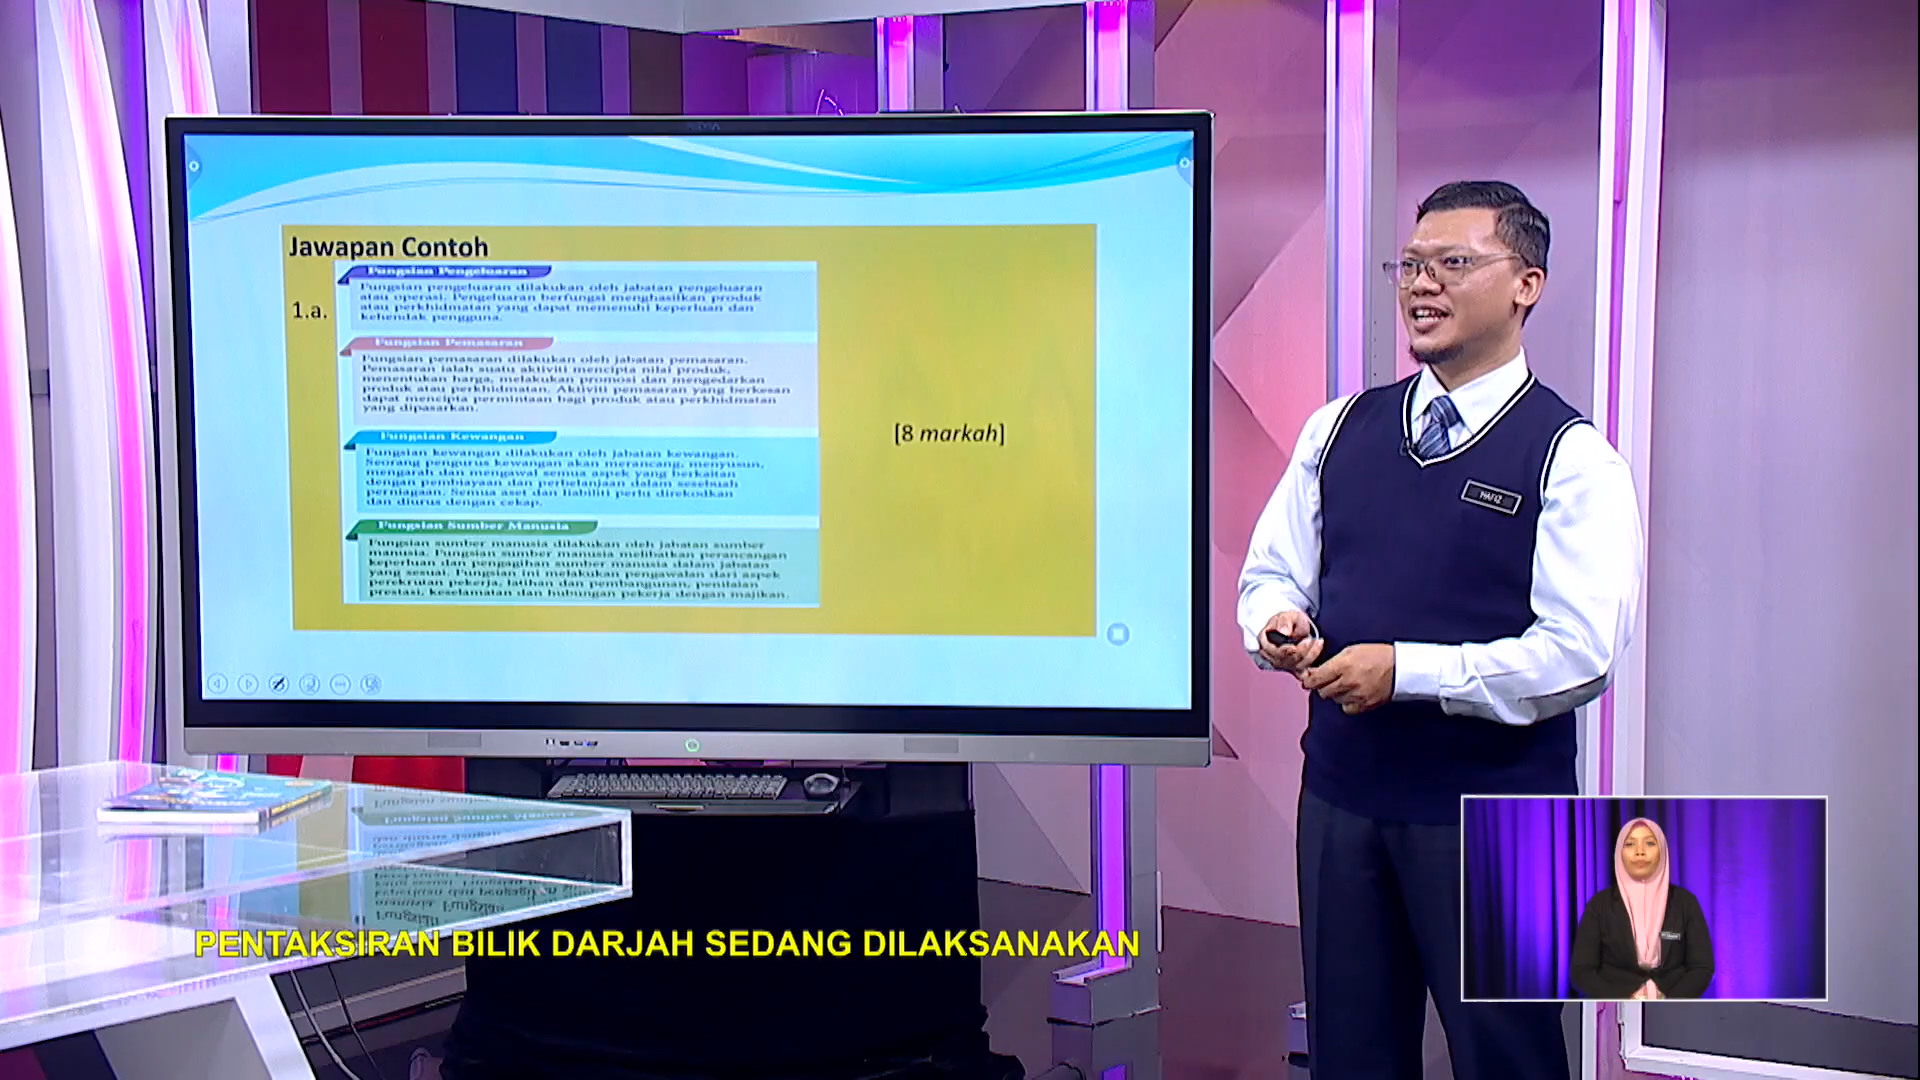 Jawapan Contoh
1.a.
Fungsian Pengeluaran
Fungsian pengeluaran dilakukan oleh jabatan pengeluaran
atau operasi. Pengeluaran berfungsi menghasilkan produk
atau perkhidmatan yang dapat memenuhi keperluan dan
kehendak pengguna.
Fungsian Pemasaran
Fungsian pemasaran dilakukan oleh jabatan pemasaran.
Pemasaran ialah suatu aktiviti mencipta nilai produk,
menentukan harga, melakukan promosi dan mengedarkan
produk atau perkhidmatan. Aktiviti pemasaran yang berkesan
dapat mencipta permintaan bagi produk atau perkhidmatan
yang dipasarkan.
Fungsian Kewangan
Fungsian kewangan dilakukan oleh jabatan kewangan.
Seorang pengurus kewangan akan merancang, menyusun,
mengarah dan mengawal semua aspek yang berkaitan
dengan pembiayaan dan perbelanjaan dalam sesebuah
perniagaan. Semua aset dan liabiliti perlu direkodkan
dan diurus dengan cekap.
Fungsian Sumber Manusia
Fungsian sumber manusia dilakukan oleh jabatan sumber
manusia. Fungsian sumber manusia melibatkan perancangan
keperluan dan pengagihan sumber manusia dalam jabatan
yang sesuai. Fungsian ini melakukan pengawalan dari aspek
perekrutan pekerja, latihan dan pembangunan, penilaian
prestasi, keselamatan dan hubungan pekerja dengan majikan.
[8 markah]
HAFIZ
PENTAKSIRAN BILIK DARJAH SEDANG DILAKSANAKAN